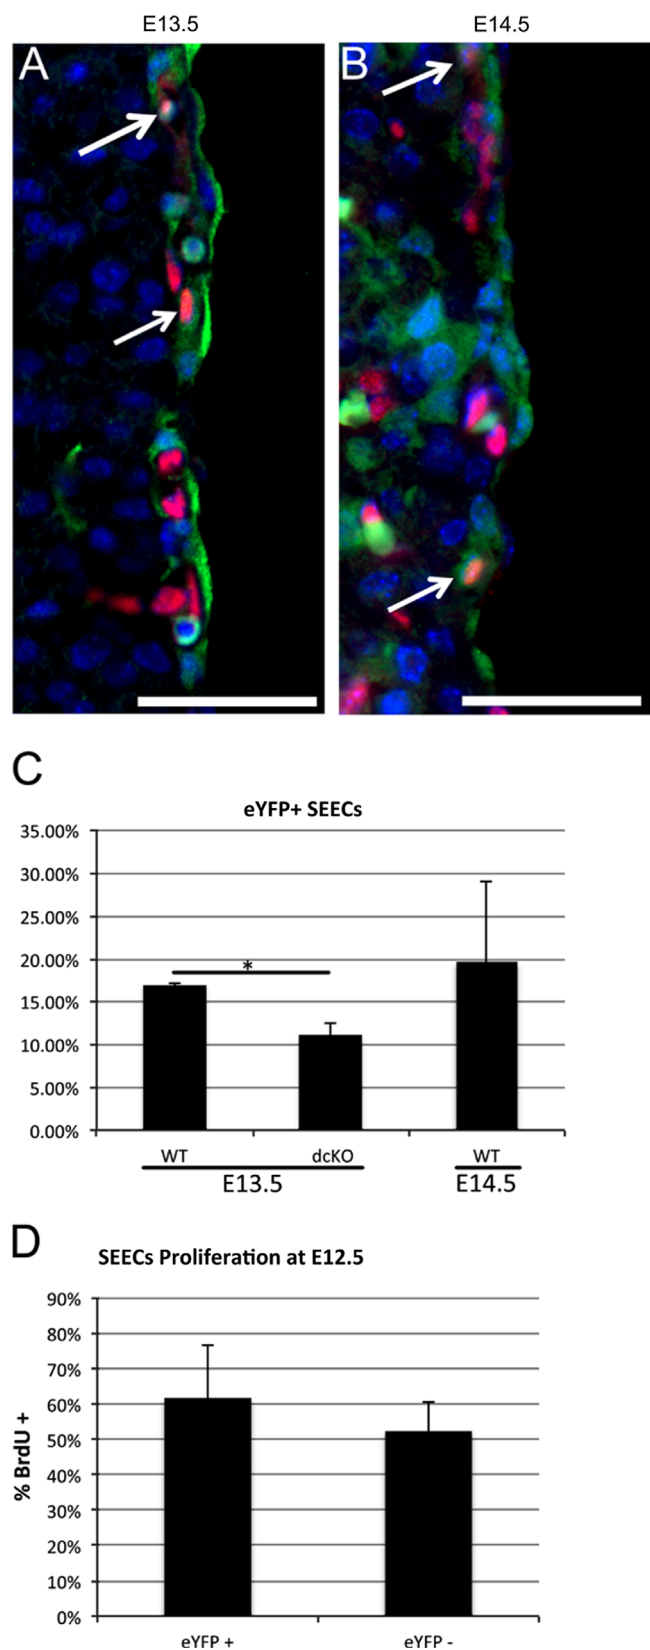 E13.5 E14.5
A B
C
eYFP+ SEECs
35.00%
30.00%
25.00%
20.00%
*
15.00%
10.00%
5.00%
0.00%
WT dcKO WT
E13.5 E14.5
D
SEECs Proliferation at E12.5
90%
80%
70%
60%
50%
40%
30%
20%
10%
0%
% BrdU +
eYFP + eYFP -